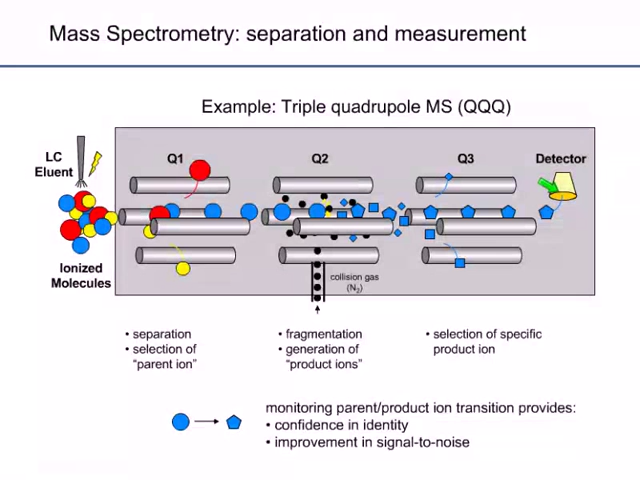 Mass Spectrometry: separation and measurement
Example: Triple quadrupole MS (QQQ)
LC
Eluent
Q1
Q2
Q3
Detector
Ionized
Molecules
collision gas
(N2)
• separation
• selection of
“parent ion”
• fragmentation
• generation of
“product ions”
• selection of specific
product ion
monitoring parent/product ion transition provides:
• confidence in identity
• improvement in signal-to-noise